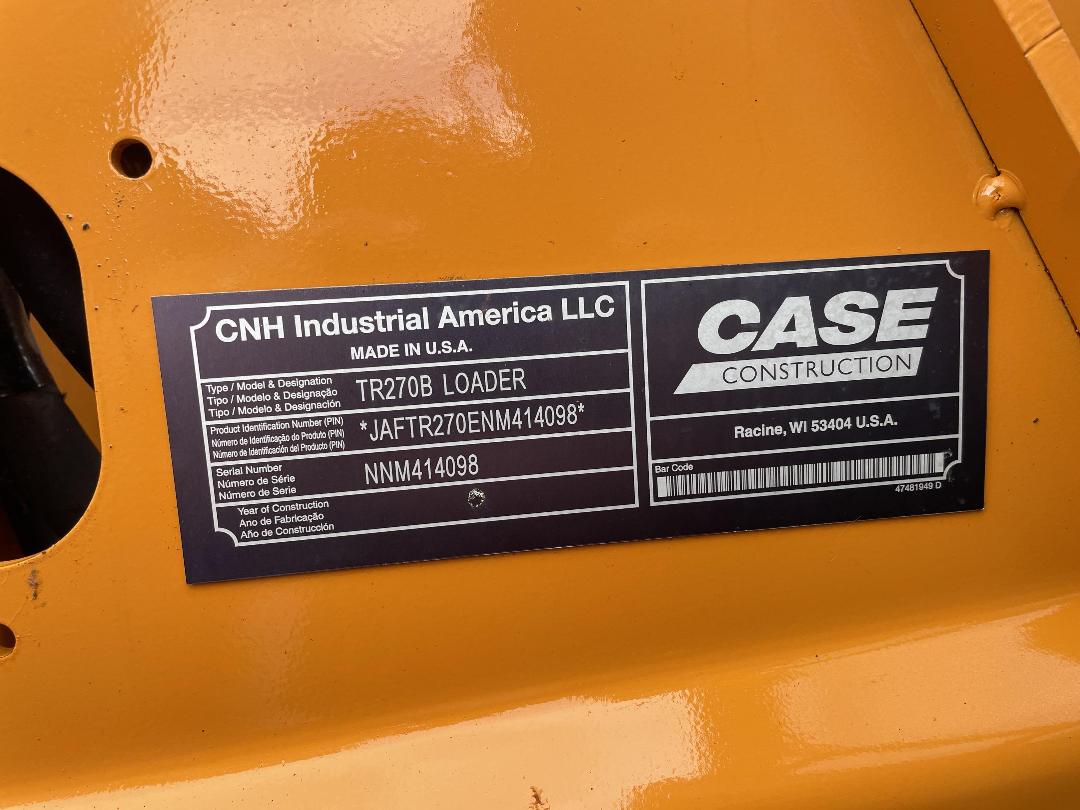 CNH Industrial America LLC
MADE IN U.S.A.
Type / Model & Designation
Tipo / Modelo & Designação
Tipo / Modelo & Designación
TR270B LOADER
Product Identification Number (PIN)
Número de Identificação do Produto (PIN)
Número de Identificación del Producto (PIN)
*JAFTR270ENM414098*
Serial Number
Número de Série
Número de Serie
NNM414098
Year of Construction
Ano de Fabricação
Año de Construcción
CASE
CONSTRUCTION
Racine, WI 53404 U.S.A.
Bar Code
47481949 D